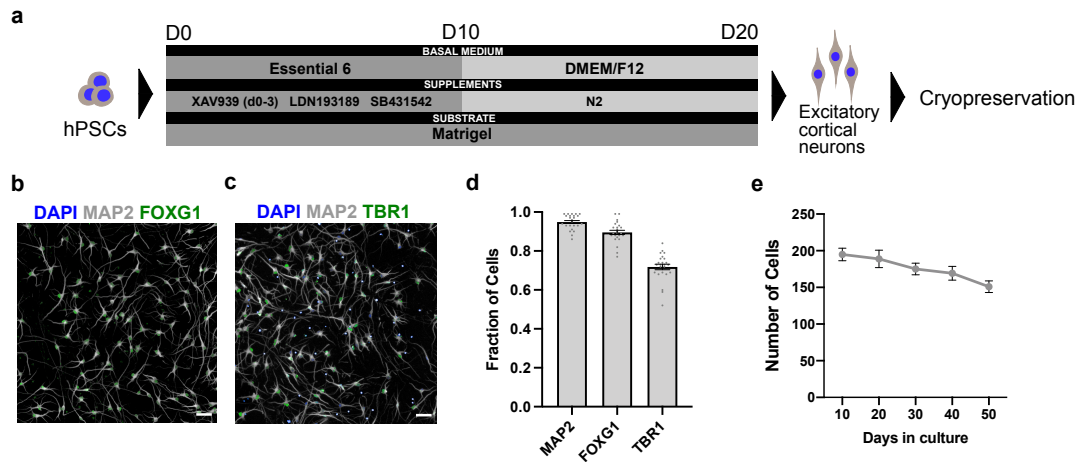 a
D0 D10 D20
BASAL MEDIUM
Essential 6 DMEM/F12
SUPPLEMENTS
XAV939 (d0-3) LDN193189 SB431542 N2
SUBSTRATE
Matrigel
hPSCs
Excitatory
cortical
neurons
Cryopreservation
b
DAPI MAP2 FOXG1
c
DAPI MAP2 TBR1
d
Fraction of Cells
1.0
0.8
0.6
0.4
0.2
0.0
MAP2 FOXG1 TBR1
e
Number of Cells
250
200
150
100
50
0
10 20 30 40 50
Days in culture